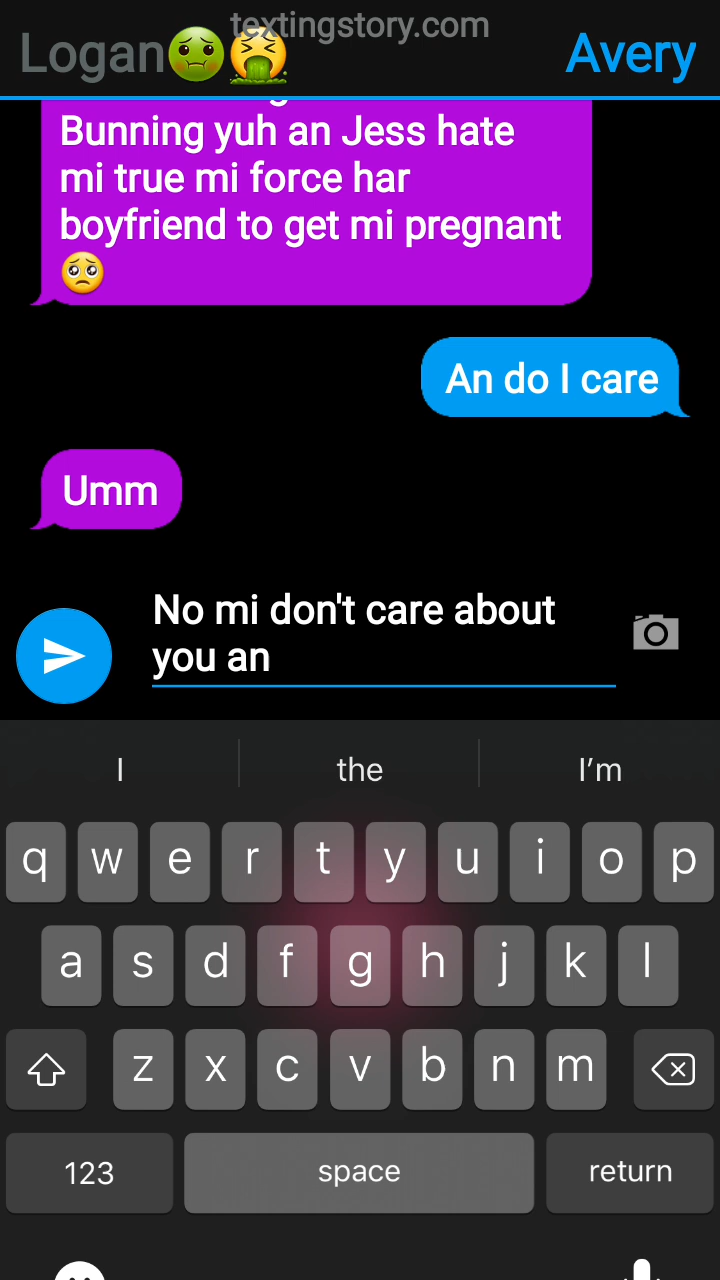 textingstory.com
Logan🤢🤮
Avery
Bunning yuh an Jess hate
mi true mi force har
boyfriend to get mi pregnant
🥺
An do I care
Umm
No mi don't care about
you an
I the I'm
q w e r t y u i o p
a s d f g h j k l
z x c v b n m
123 space return